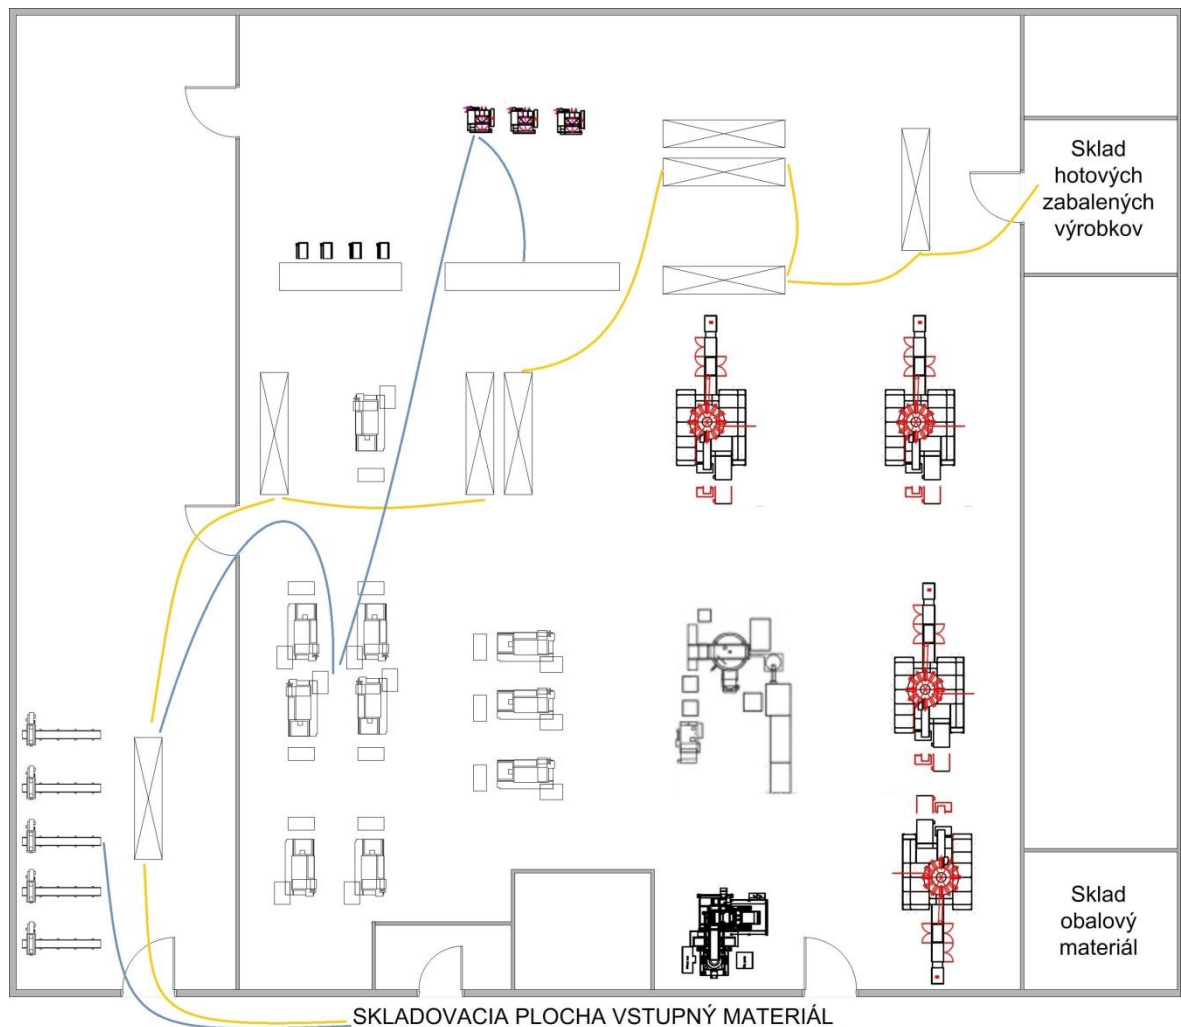 Sklad
hotových
zabalených
výrobkov
Sklad
obalový
materiál
SKLADOVACIA PLOCHA VSTUPNÝ MATERIÁL